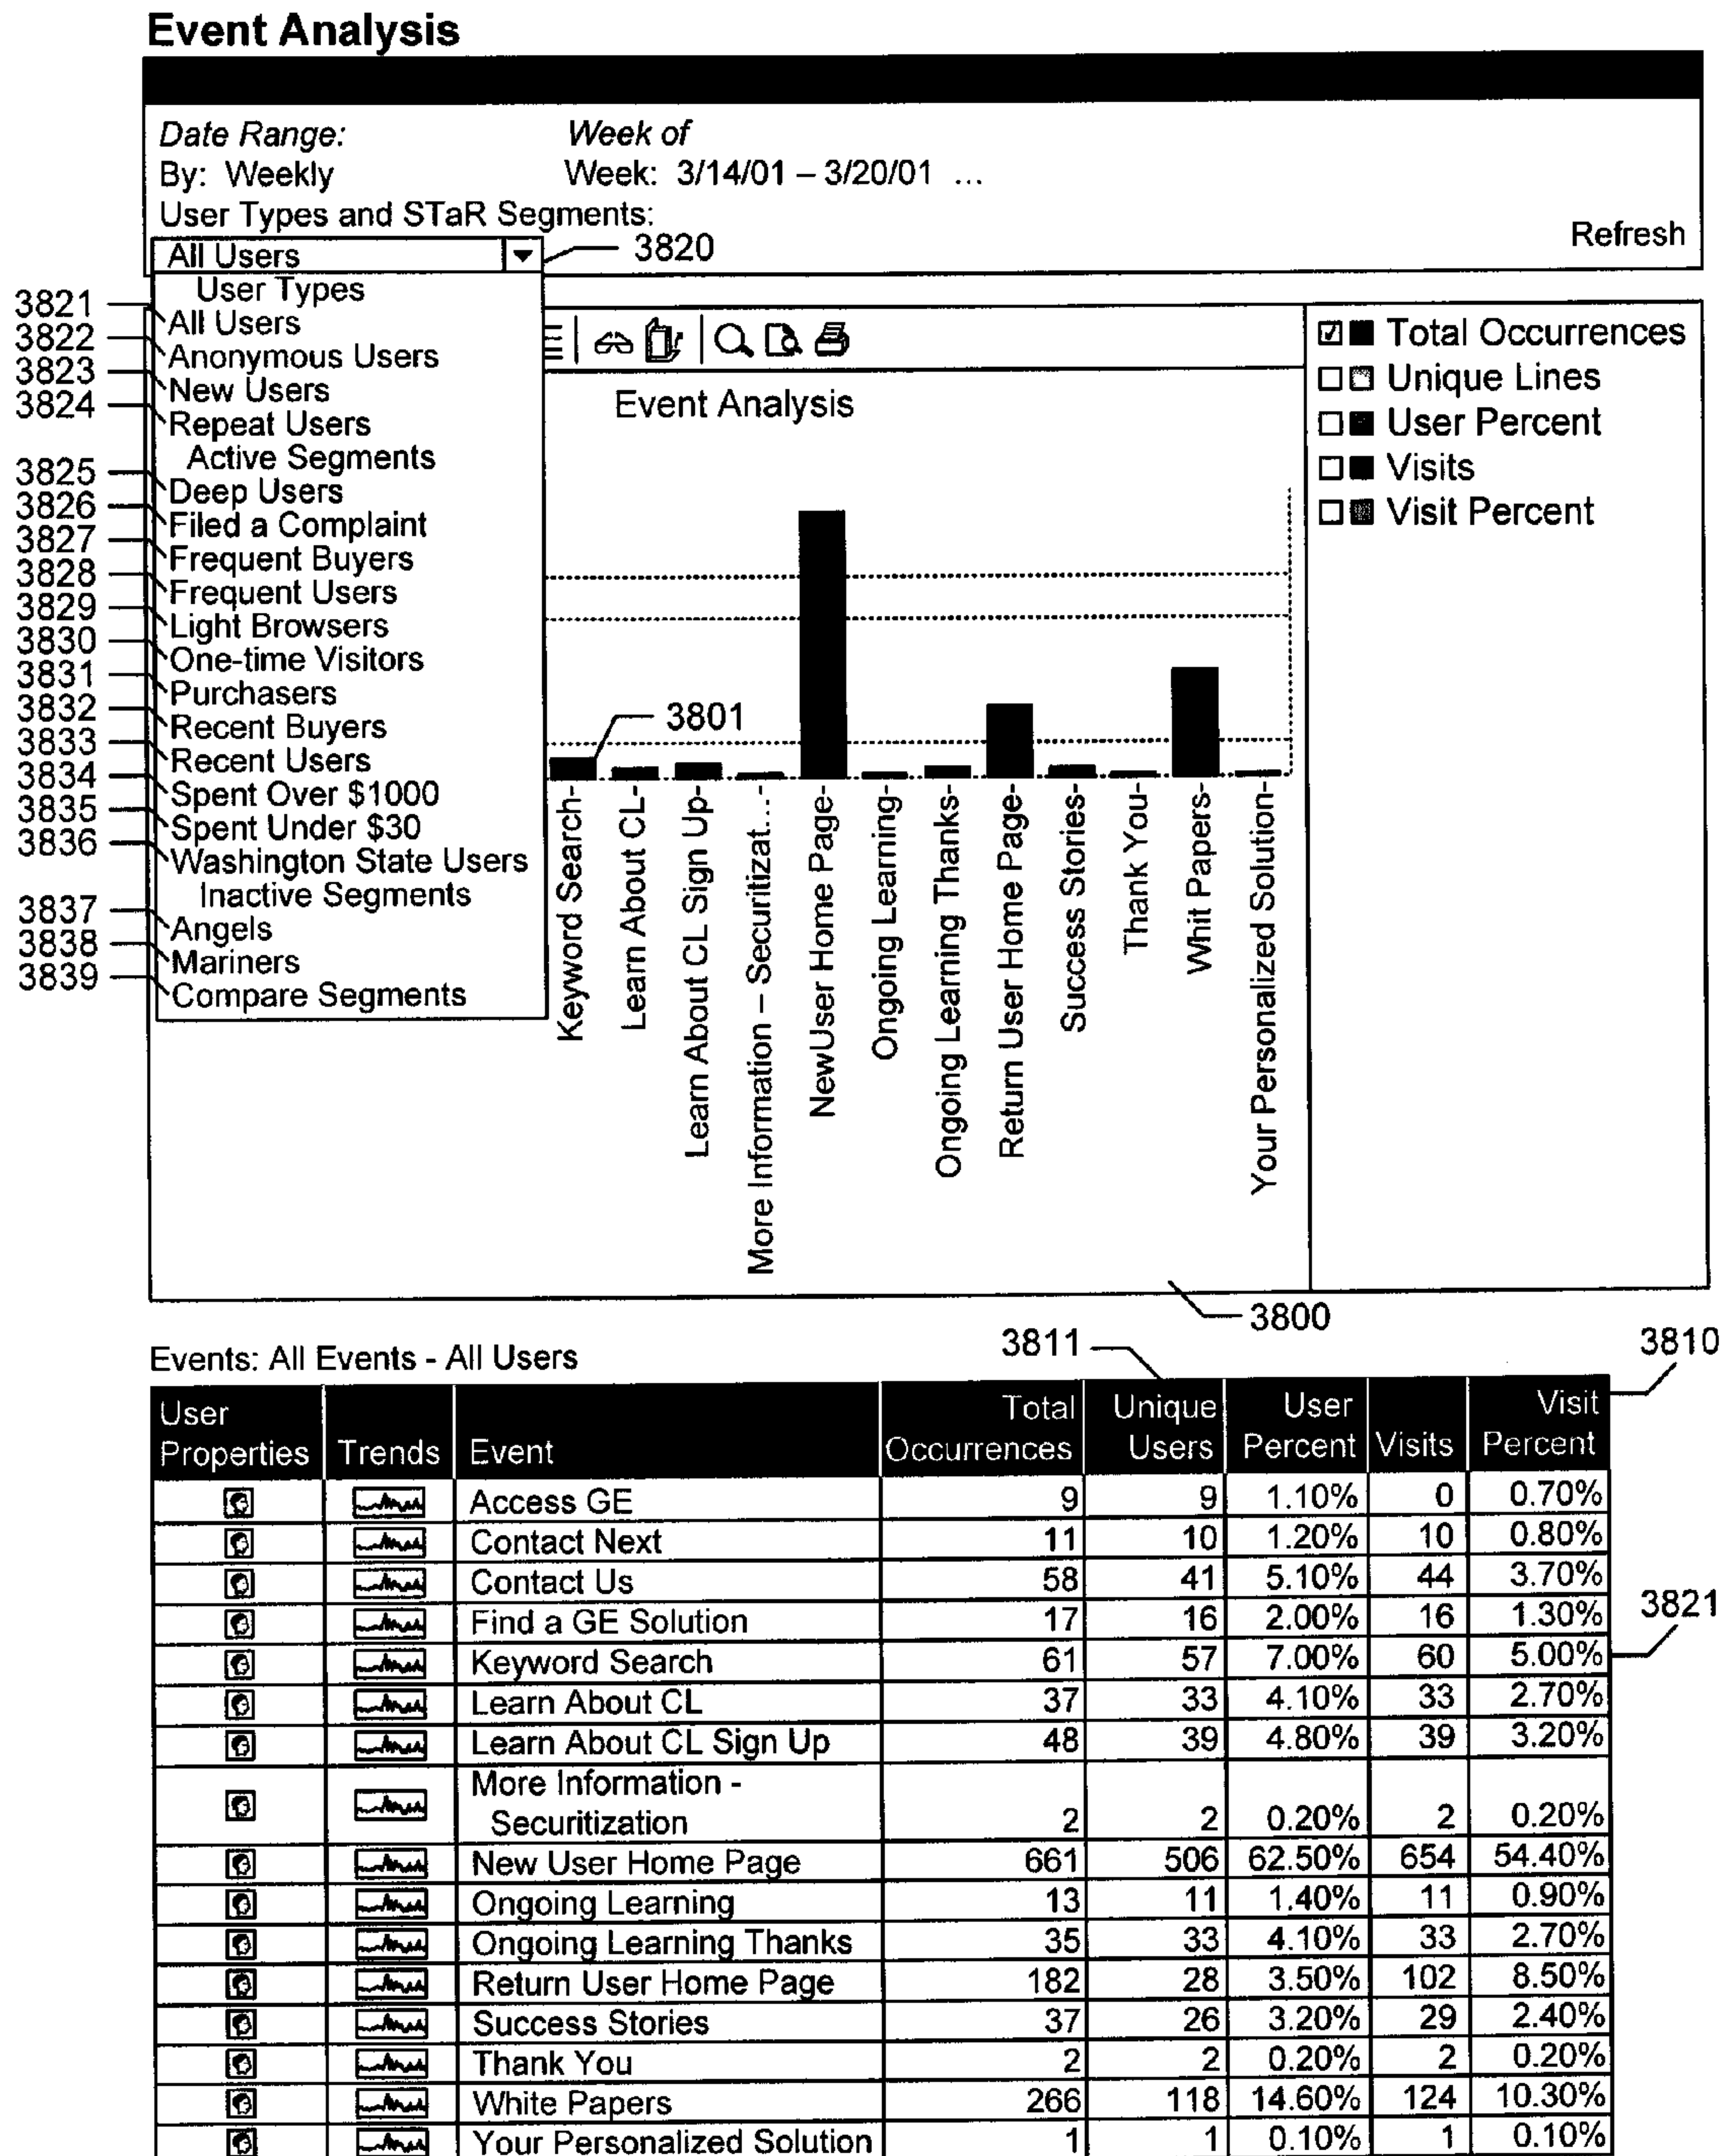 Event Analysis
Date Range: Week of
By: Weekly Week: 3/14/01 – 3/20/01 ...
User Types and STaR Segments:
Refresh
All Users 3820
User Types
3821 All Users
3822 Anonymous Users
3823 New Users
3824 Repeat Users
Active Segments
3825 Deep Users
3826 Filed a Complaint
3827 Frequent Buyers
3828 Frequent Users
3829 Light Browsers
3830 One-time Visitors
3831 Purchasers
3832 Recent Buyers
3833 Recent Users
3834 Spent Over $1000
3835 Spent Under $30
3836 Washington State Users
Inactive Segments
3837 Angels
3838 Mariners
3839 Compare Segments
Event Analysis
3801
Keyword Search-
Learn About CL-
Learn About CL Sign Up-
More Information – Securitizat...-
NewUser Home Page-
Ongoing Learning-
Ongoing Learning Thanks-
Return User Home Page-
Success Stories-
Thank You-
Whit Papers-
Your Personalized Solution-
Total Occurrences
Unique Lines
User Percent
Visits
Visit Percent
3800
Events: All Events - All Users
3811
3810
User Properties Trends Event Total Occurrences Unique Users User Percent Visits Visit Percent
Access GE 9 9 1.10% 0 0.70%
Contact Next 11 10 1.20% 10 0.80%
Contact Us 58 41 5.10% 44 3.70%
Find a GE Solution 17 16 2.00% 16 1.30%
3821
Keyword Search 61 57 7.00% 60 5.00%
Learn About CL 37 33 4.10% 33 2.70%
Learn About CL Sign Up 48 39 4.80% 39 3.20%
More Information -
Securitization 2 2 0.20% 2 0.20%
New User Home Page 661 506 62.50% 654 54.40%
Ongoing Learning 13 11 1.40% 11 0.90%
Ongoing Learning Thanks 35 33 4.10% 33 2.70%
Return User Home Page 182 28 3.50% 102 8.50%
Success Stories 37 26 3.20% 29 2.40%
Thank You 2 2 0.20% 2 0.20%
White Papers 266 118 14.60% 124 10.30%
Your Personalized Solution 1 1 0.10% 1 0.10%